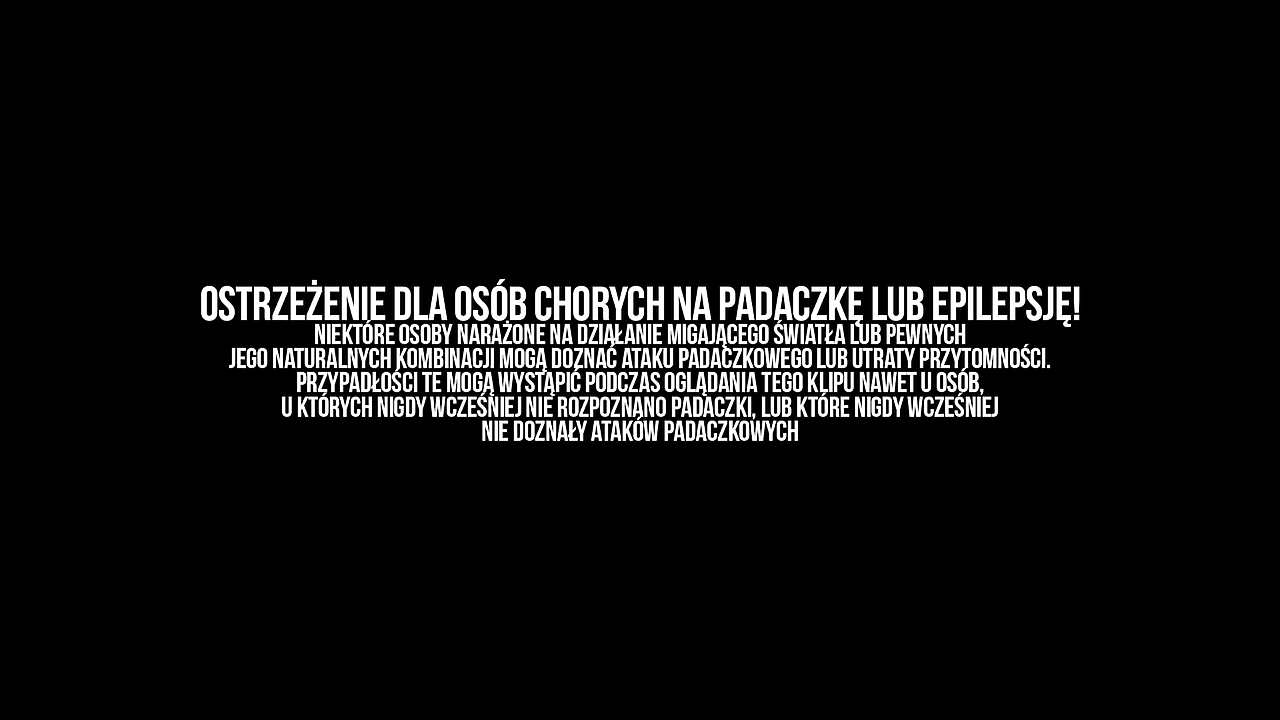 OSTRZEŻENIE DLA OSÓB CHORYCH NA PADACZKĘ LUB EPILEPSJĘ!
NIEKTÓRE OSOBY NARAŻONE NA DZIAŁANIE MIGAJĄCEGO ŚWIATŁA LUB PEWNYCH
JEGO NATURALNYCH KOMBINACJI MOGĄ DOZNAĆ ATAKU PADACZKOWEGO LUB UTRATY PRZYTOMNOŚCI.
PRZYPADŁOŚCI TE MOGĄ WYSTĄPIĆ PODCZAS OGLĄDANIA TEGO KLIPU NAWET U OSÓB,
U KTÓRYCH NIGDY WCZEŚNIEJ NIE ROZPOZNANO PADACZKI, LUB KTÓRE NIGDY WCZEŚNIEJ
NIE DOZNAŁY ATAKÓW PADACZKOWYCH